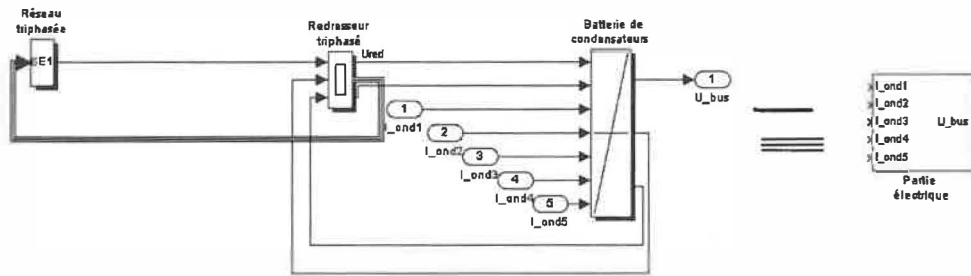 Réseau
triphasée
SE1
Redresseur
triphasé
Ured
Batterie de
condensateurs
1
I_ond1
2
I_ond2
3
I_ond3
4
I_ond4
5
I_ond5
1
U_bus
I_ond1
I_ond2
I_ond3
I_ond4
I_ond5
U_bus
Partie
électrique